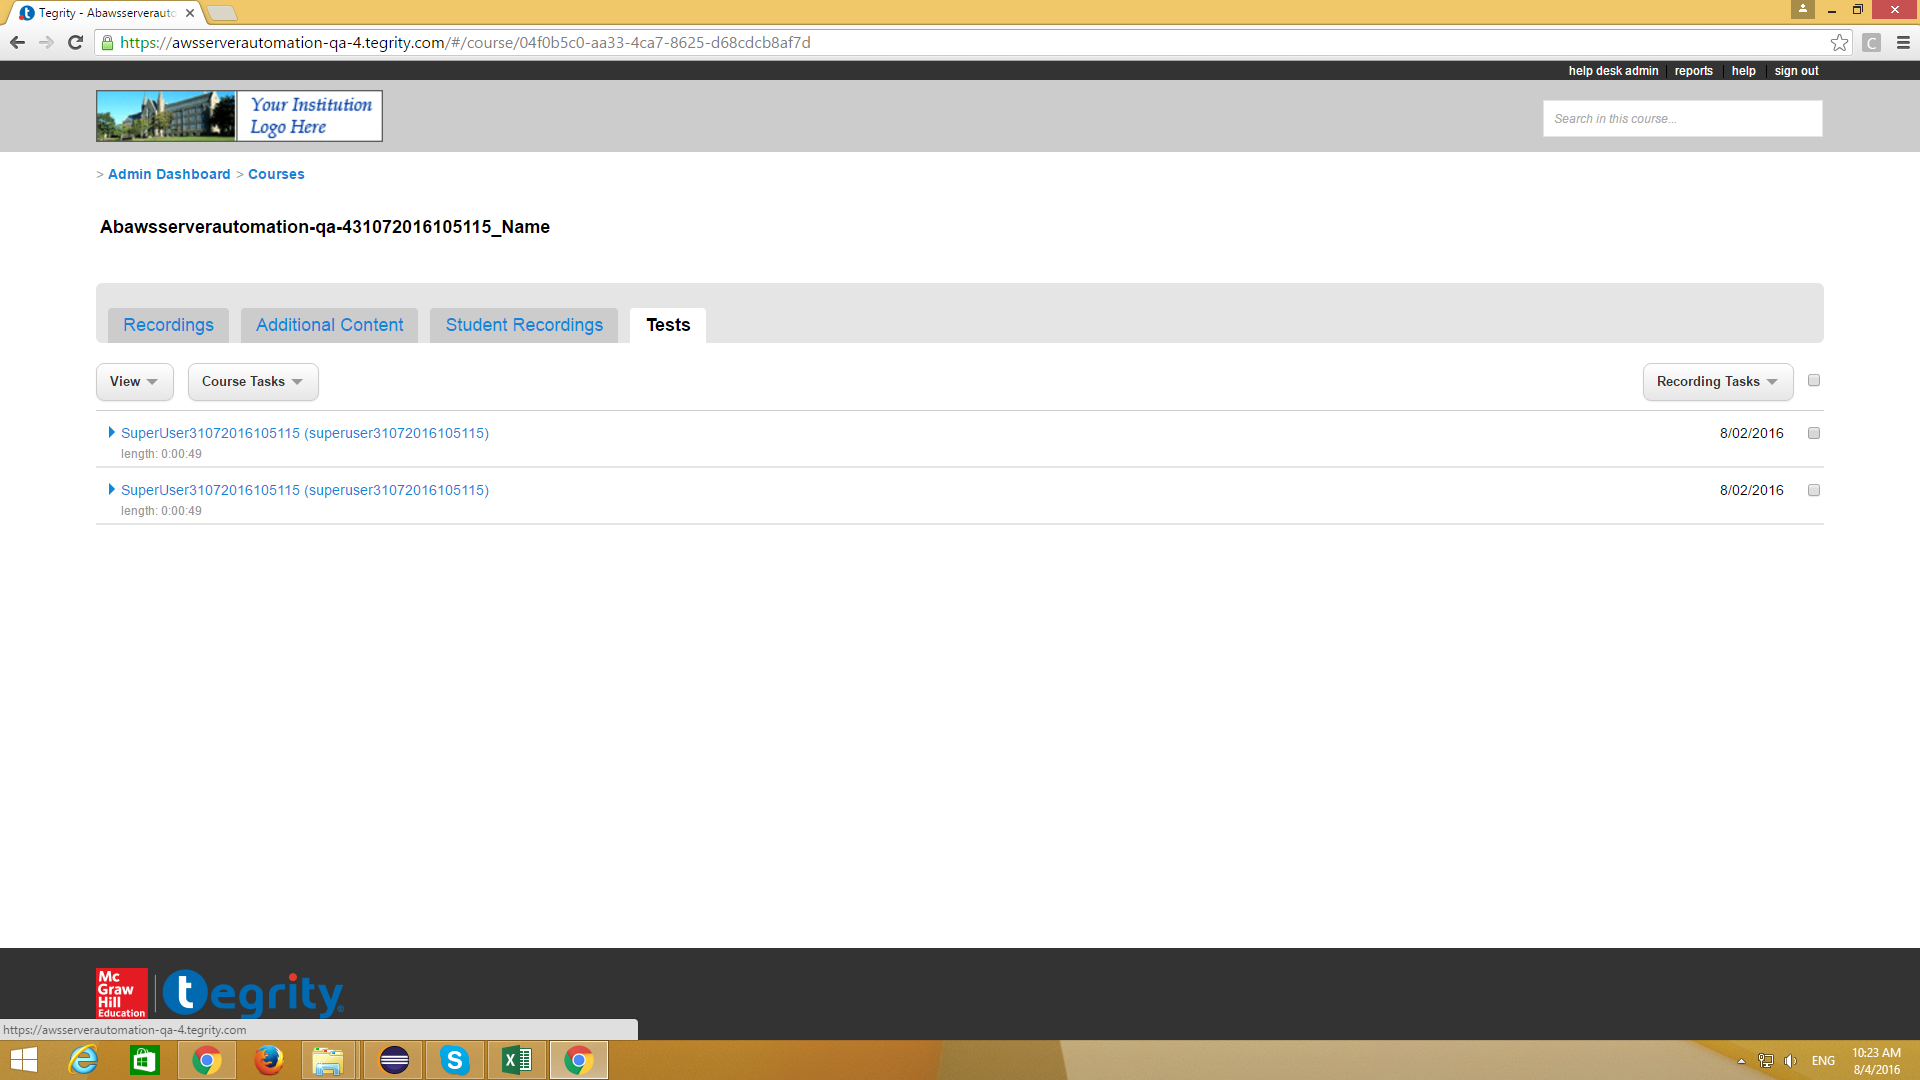 Tegrity - Abawsserverauto
https://awsserverautomation-qa-4.tegrity.com/#/course/04f0b5c0-aa33-4ca7-8625-d68cdcb8af7d
C
help desk admin | reports | help | sign out
Your Institution
Logo Here
Search in this course...
> Admin Dashboard > Courses
Abawsserverautomation-qa-431072016105115_Name
Recordings
Additional Content
Student Recordings
Tests
View
Course Tasks
Recording Tasks
SuperUser31072016105115 (superuser31072016105115)
8/02/2016
length: 0:00:49
SuperUser31072016105115 (superuser31072016105115)
8/02/2016
length: 0:00:49
Mc
Graw
Hill
Education
tegrity
https://awsserverautomation-qa-4.tegrity.com
ENG
10:23 AM
8/4/2016